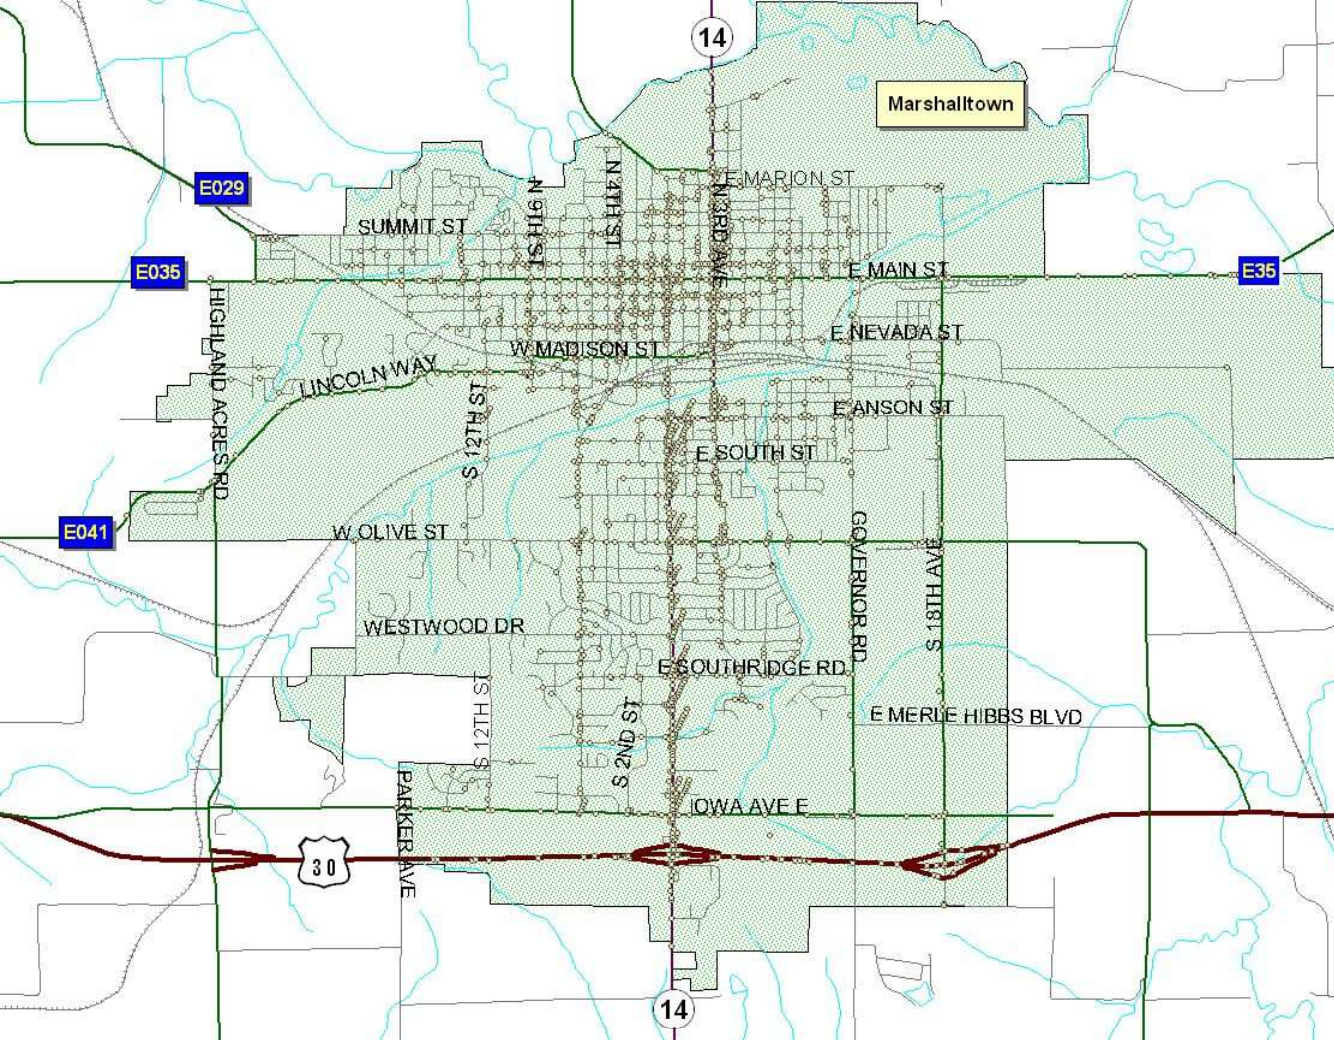 14
Marshalltown
E029
E MARION ST
N 9TH ST
N 4TH ST
N 3RD AVE
SUMMIT ST
E035
E MAIN ST
E35
HIGHLAND ACRES RD
E NEVADA ST
W MADISON ST
LINCOLN WAY
S 12TH ST
E ANSON ST
E SOUTH ST
E041
W OLIVE ST
GOVERNOR RD
S 18TH AVE
WESTWOOD DR
E SOUTHRIDGE RD
S 12TH ST
S 2ND ST
E MERLE HIBBS BLVD
PARKER AVE
IOWA AVE E
30
14